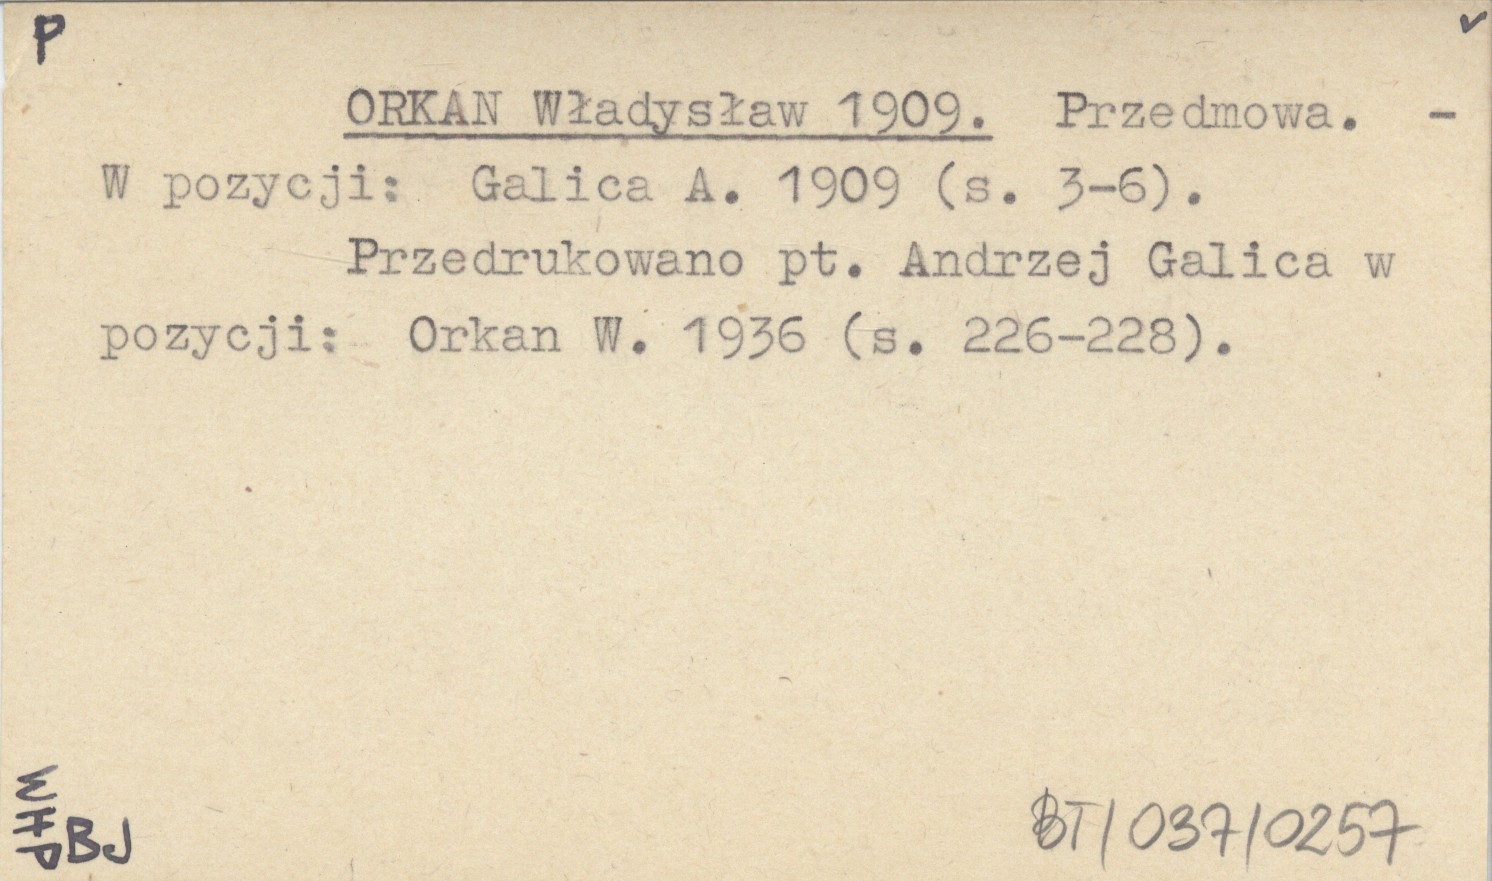 P
ORKAN Władysław 1909. Przedmowa. -
W pozycji: Galica A. 1909 (s. 3-6).
Przedrukowano pt. Andrzej Galica w
pozycji: Orkan W. 1936 (s. 226-228).
BJ
BT/037/0257